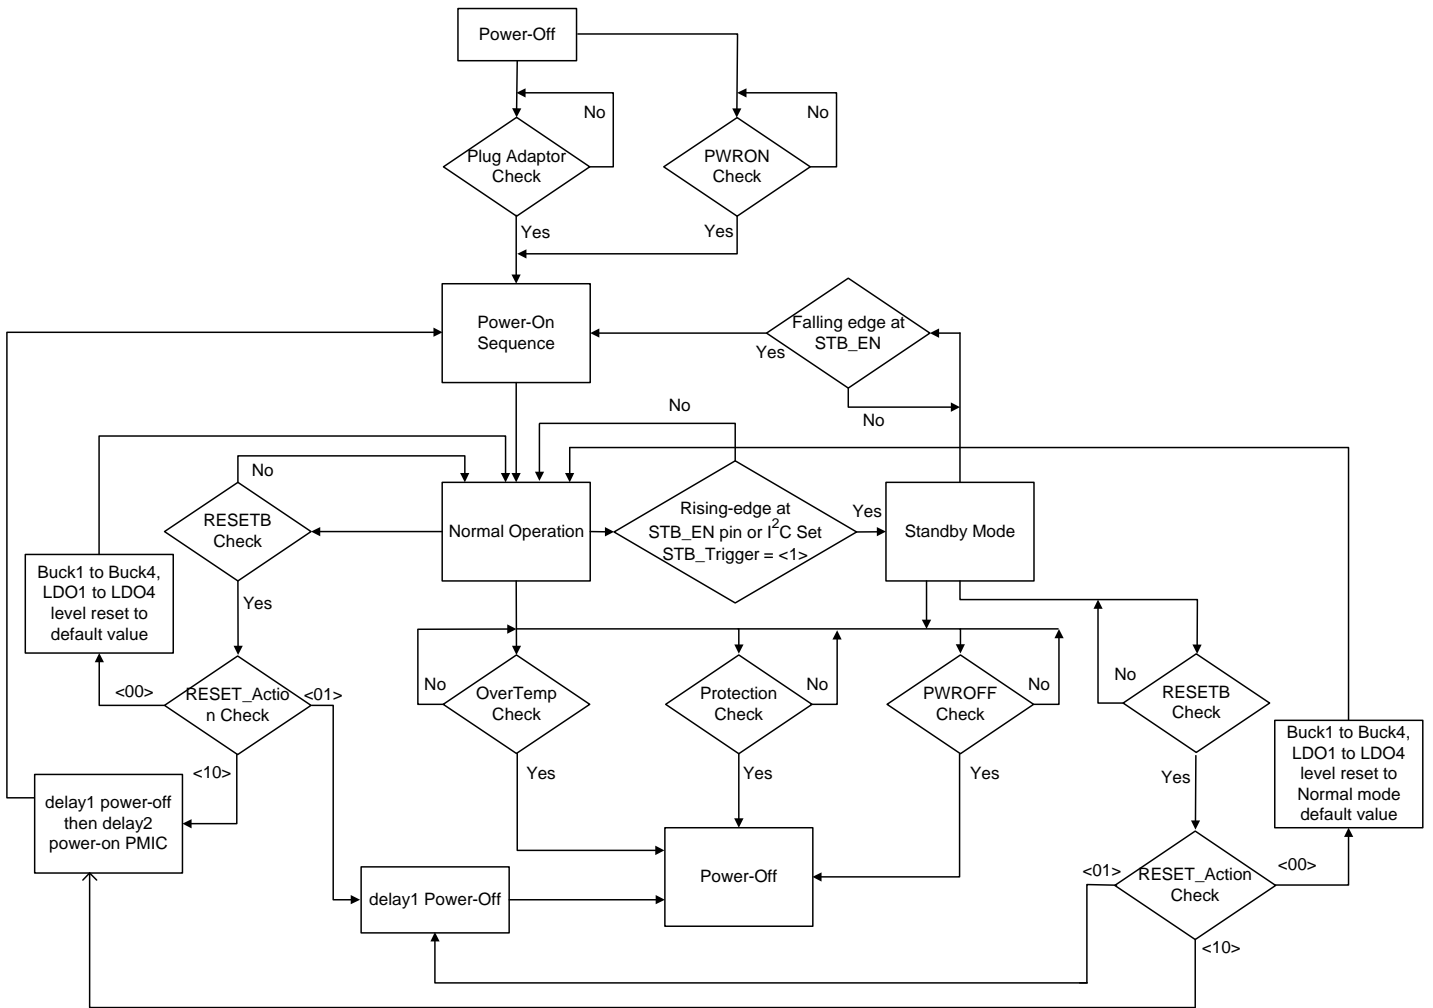 Power-Off
No
No
Plug Adaptor
Check
PWRON
Check
Yes
Yes
Power-On
Sequence
Falling edge at
STB_EN
Yes
No
No
No
RESETB
Check
Normal Operation
Rising-edge at
STB_EN pin or I2C Set
STB_Trigger = <1>
Yes
Standby Mode
Buck1 to Buck4,
LDO1 to LDO4
level reset to
default value
Yes
<00>
RESET_Actio
n Check
<01>
No
OverTemp
Check
Protection
Check
No
PWROFF
Check
No
No
RESETB
Check
Buck1 to Buck4,
LDO1 to LDO4
level reset to
Normal mode
default value
<10>
Yes
Yes
Yes
Yes
delay1 power-off
then delay2
power-on PMIC
delay1 Power-Off
Power-Off
<01>
RESET_Action
Check
<00>
<10>